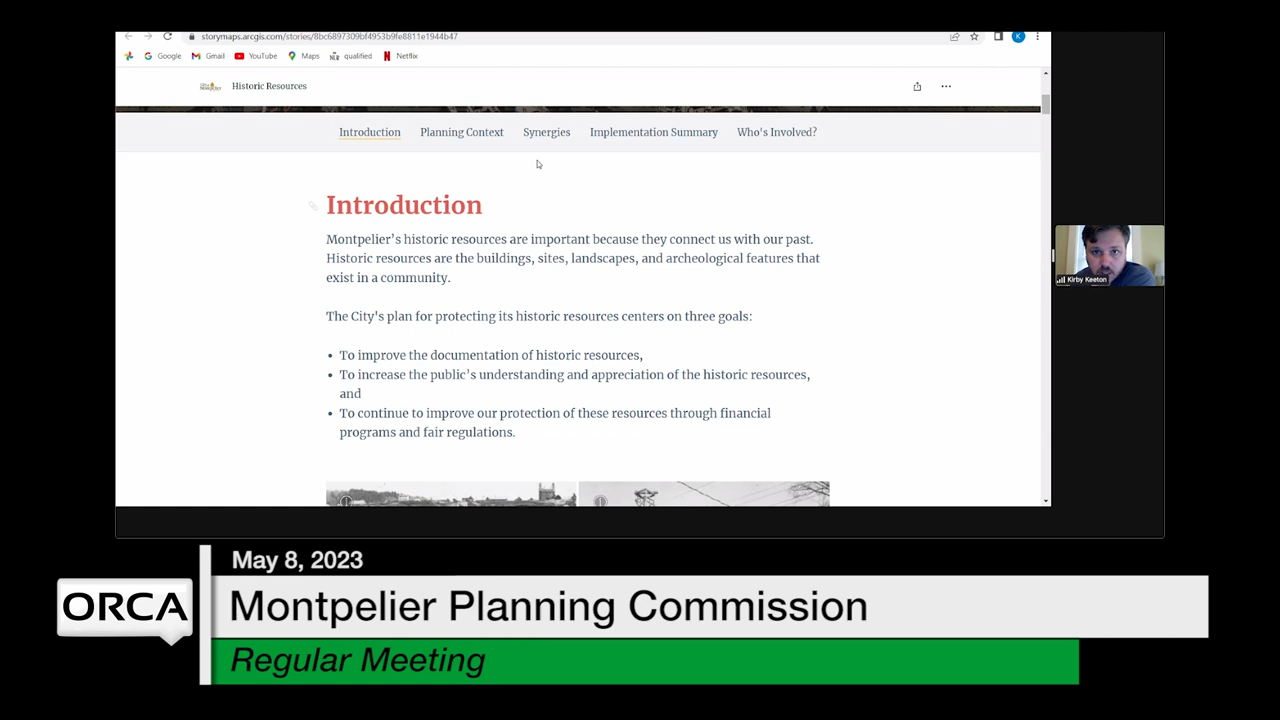 storymaps.arcgis.com/stories/8bc6897309bf4953b9fe8811e1944b47
Google Gmail YouTube Maps qualified Netflix
K
Historic Resources
Introduction Planning Context Synergies Implementation Summary Who's Involved?
Introduction
Montpelier's historic resources are important because they connect us with our past.
Historic resources are the buildings, sites, landscapes, and archeological features that
exist in a community.
The City's plan for protecting its historic resources centers on three goals:
• To improve the documentation of historic resources,
• To increase the public's understanding and appreciation of the historic resources,
and
• To continue to improve our protection of these resources through financial
programs and fair regulations.
Kirby Keeton
May 8, 2023
ORCA
Montpelier Planning Commission
Regular Meeting